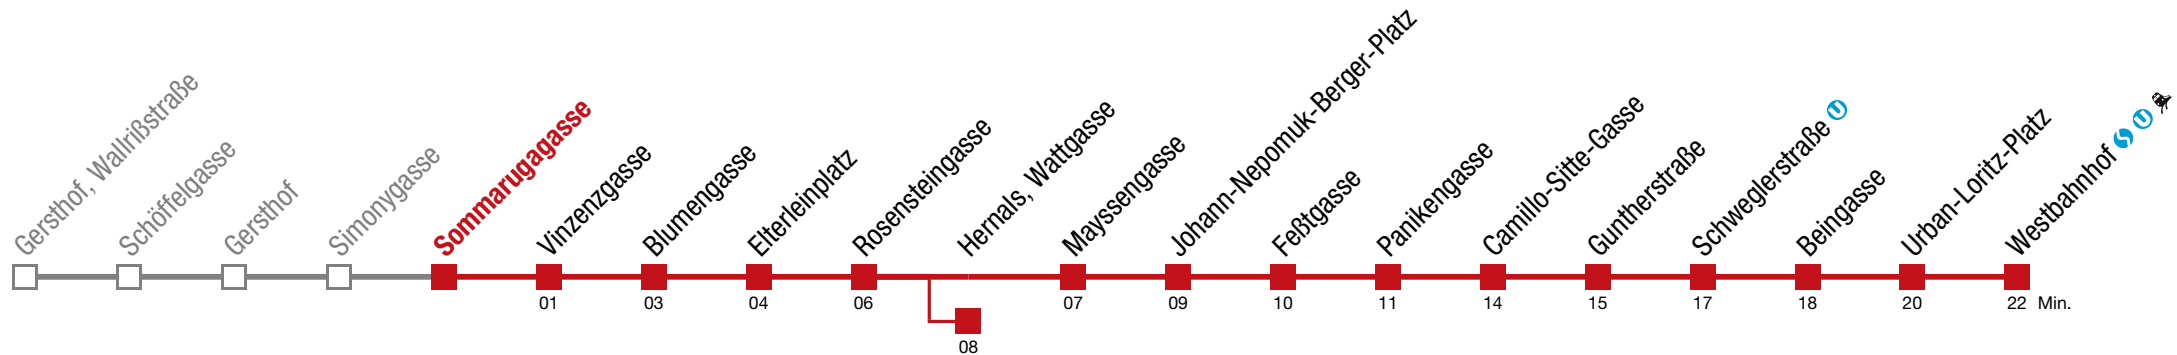 Gersthof, Wallrißstraße
Schöffelgasse
Gersthof
Simonygasse
Sommarugagasse
Vinzenzgasse
Blumengasse
Elterleinplatz
Rosensteingasse
Hernals, Wattgasse
Mayssengasse
Johann-Nepomuk-Berger-Platz
Feßtgasse
Panikengasse
Camillo-Sitte-Gasse
Guntherstraße
Schweglerstraße U
Beingasse
Urban-Loritz-Platz
Westbahnhof S U
01 03 04 06 07 09 10 11 14 15 17 18 20 22 Min.
08